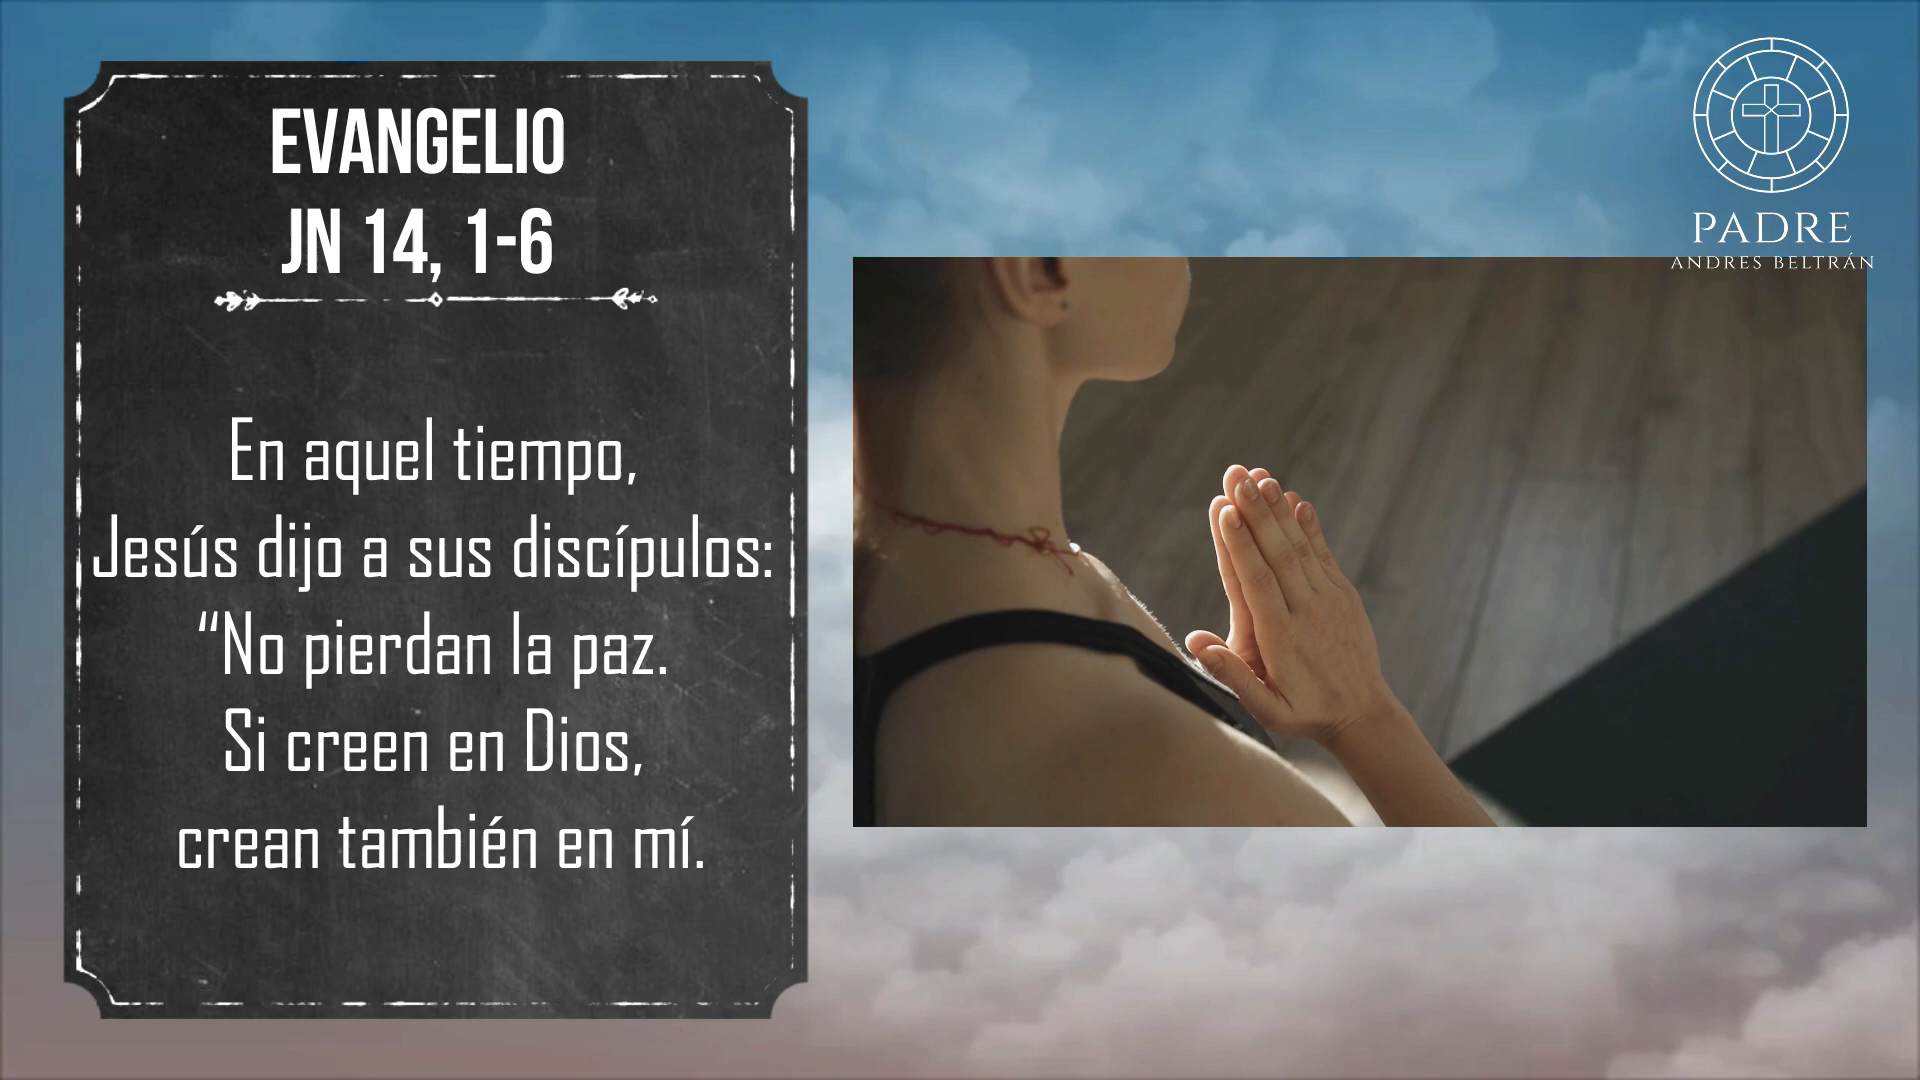 EVANGELIO
JN 14, 1-6
En aquel tiempo,
Jesús dijo a sus discípulos:
“No pierdan la paz.
Si creen en Dios,
crean también en mí.
PADRE
ANDRES BELTRÁN